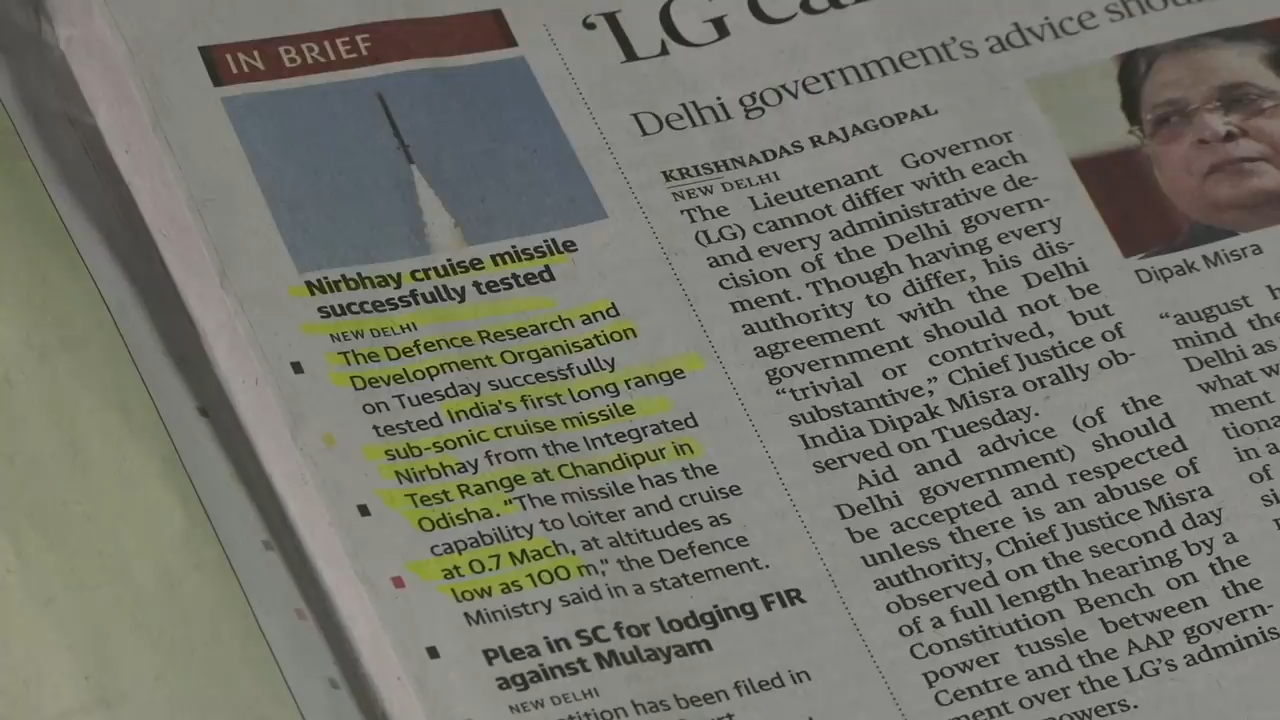 IN BRIEF
Nirbhay cruise missile
successfully tested
NEW DELHI
The Defence Research and
Development Organisation
on Tuesday successfully
tested India's first long range
sub-sonic cruise missile
Nirbhay from the Integrated
Test Range at Chandipur in
Odisha. "The missile has the
capability to loiter and cruise
at 0.7 Mach, at altitudes as
low as 100 m," the Defence
Ministry said in a statement.
Plea in SC for lodging FIR
against Mulayam
NEW DELHI
has been filed in
'LG
Delhi government's advice
KRISHNADAS RAJAGOPAL
NEW DELHI
The Lieutenant Governor
(LG) cannot differ with each
and every administrative de-
cision of the Delhi govern-
ment. Though having every
authority to differ, his dis-
agreement with the Delhi
government should not be
"trivial or contrived, but
substantive," Chief Justice of
India Dipak Misra orally ob-
served on Tuesday.
Aid and advice (of the
Delhi government) should
be accepted and respected
unless there is an abuse of
authority, Chief Justice Misra
observed on the second day
of a full length hearing by a
Constitution Bench on the
power tussle between the
Centre and the AAP govern-
ment over the LG's adminis
Dipak Misra
"august
mind the
Delhi as
what w
ment
tiona
in a
of
si